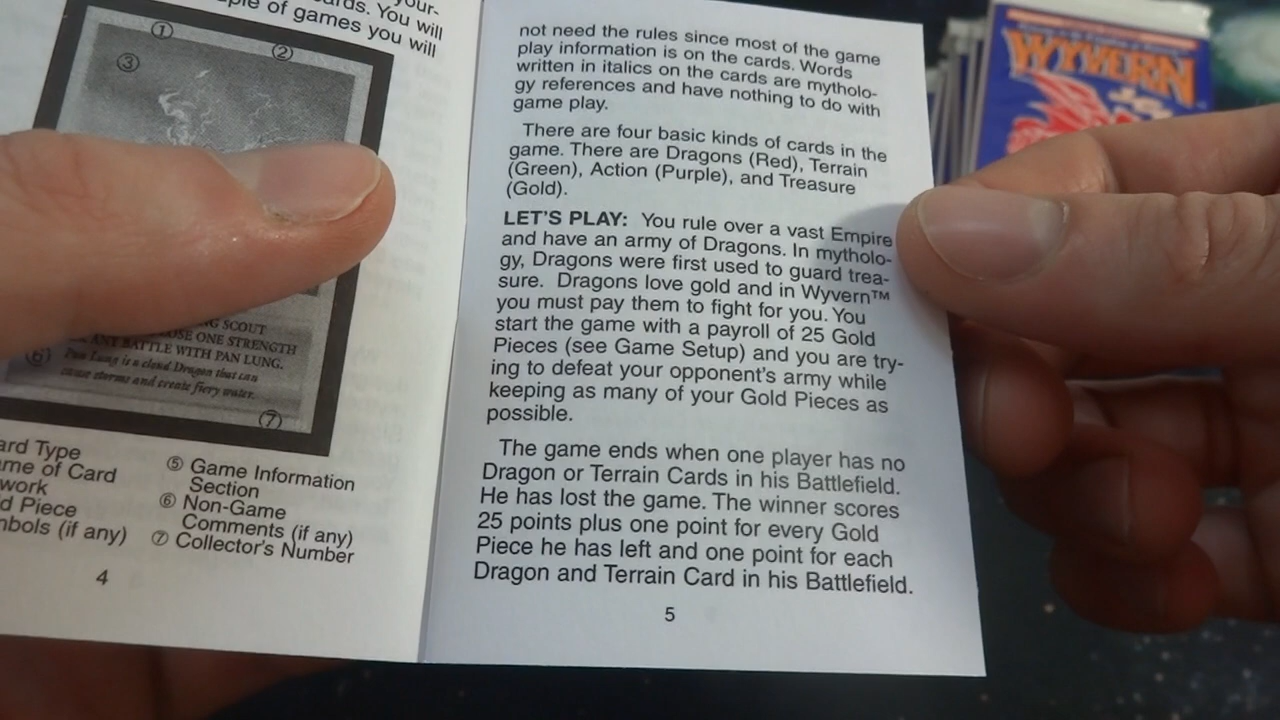 your-
cards. You will
ple of games you will
①
②
③
NG SCOUT
LOSE ONE STRENGTH
ANY BATTLE WITH PAN LUNG.
Pan Lung is a cloud Dragon that can
cause storms and create fiery water.
⑥
⑦
ard Type
me of Card
work
d Piece
mbols (if any)
⑤ Game Information
Section
⑥ Non-Game
Comments (if any)
⑦ Collector's Number
4
not need the rules since most of the game
play information is on the cards. Words
written in italics on the cards are mytholo-
gy references and have nothing to do with
game play.
There are four basic kinds of cards in the
game. There are Dragons (Red), Terrain
(Green), Action (Purple), and Treasure
(Gold).
LET'S PLAY: You rule over a vast Empire
and have an army of Dragons. In mytholo-
gy, Dragons were first used to guard trea-
sure. Dragons love gold and in Wyvern™
you must pay them to fight for you. You
start the game with a payroll of 25 Gold
Pieces (see Game Setup) and you are try-
ing to defeat your opponent's army while
keeping as many of your Gold Pieces as
possible.
The game ends when one player has no
Dragon or Terrain Cards in his Battlefield.
He has lost the game. The winner scores
25 points plus one point for every Gold
Piece he has left and one point for each
Dragon and Terrain Card in his Battlefield.
5
WYVERN